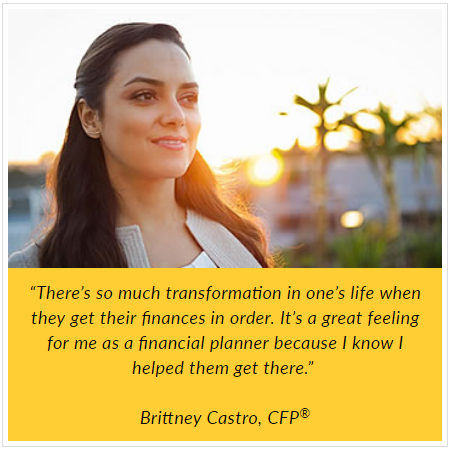 “There’s so much transformation in one’s life when
they get their finances in order. It’s a great feeling
for me as a financial planner because I know I
helped them get there.”
Brittney Castro, CFP®